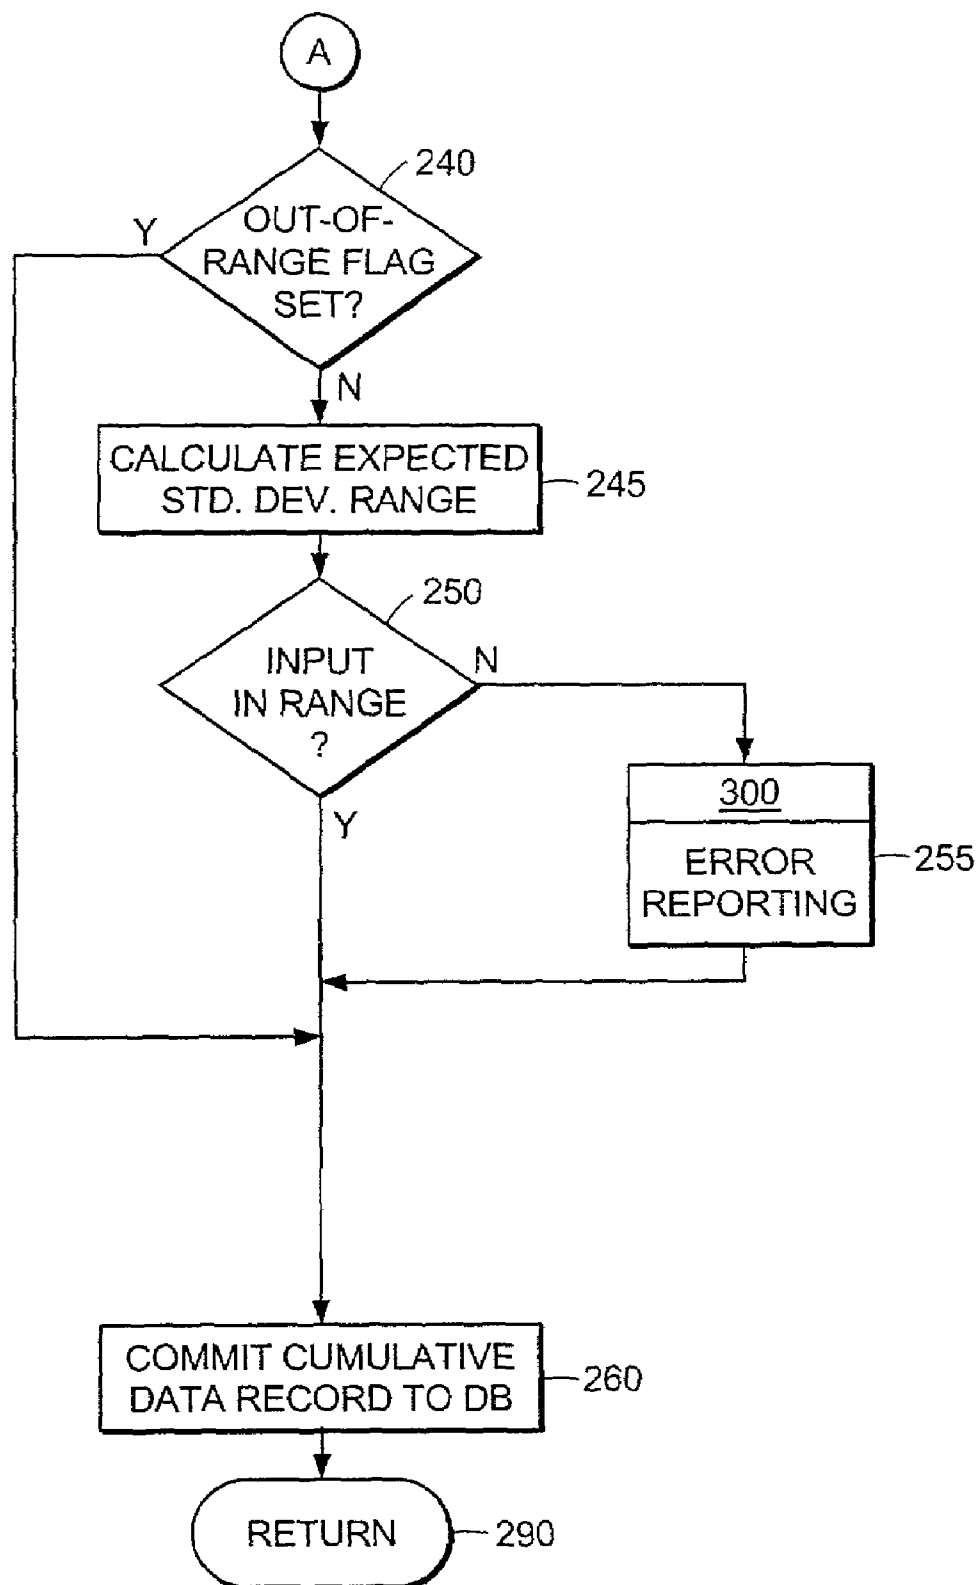 A
240
OUT-OF-
RANGE FLAG
SET?
Y
N
CALCULATE EXPECTED
STD. DEV. RANGE
245
250
INPUT
IN RANGE
?
N
Y
300
ERROR
REPORTING
255
COMMIT CUMULATIVE
DATA RECORD TO DB
260
RETURN
290